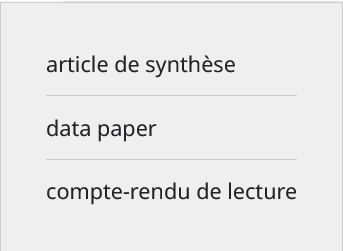 article de synthèse
data paper
compte-rendu de lecture